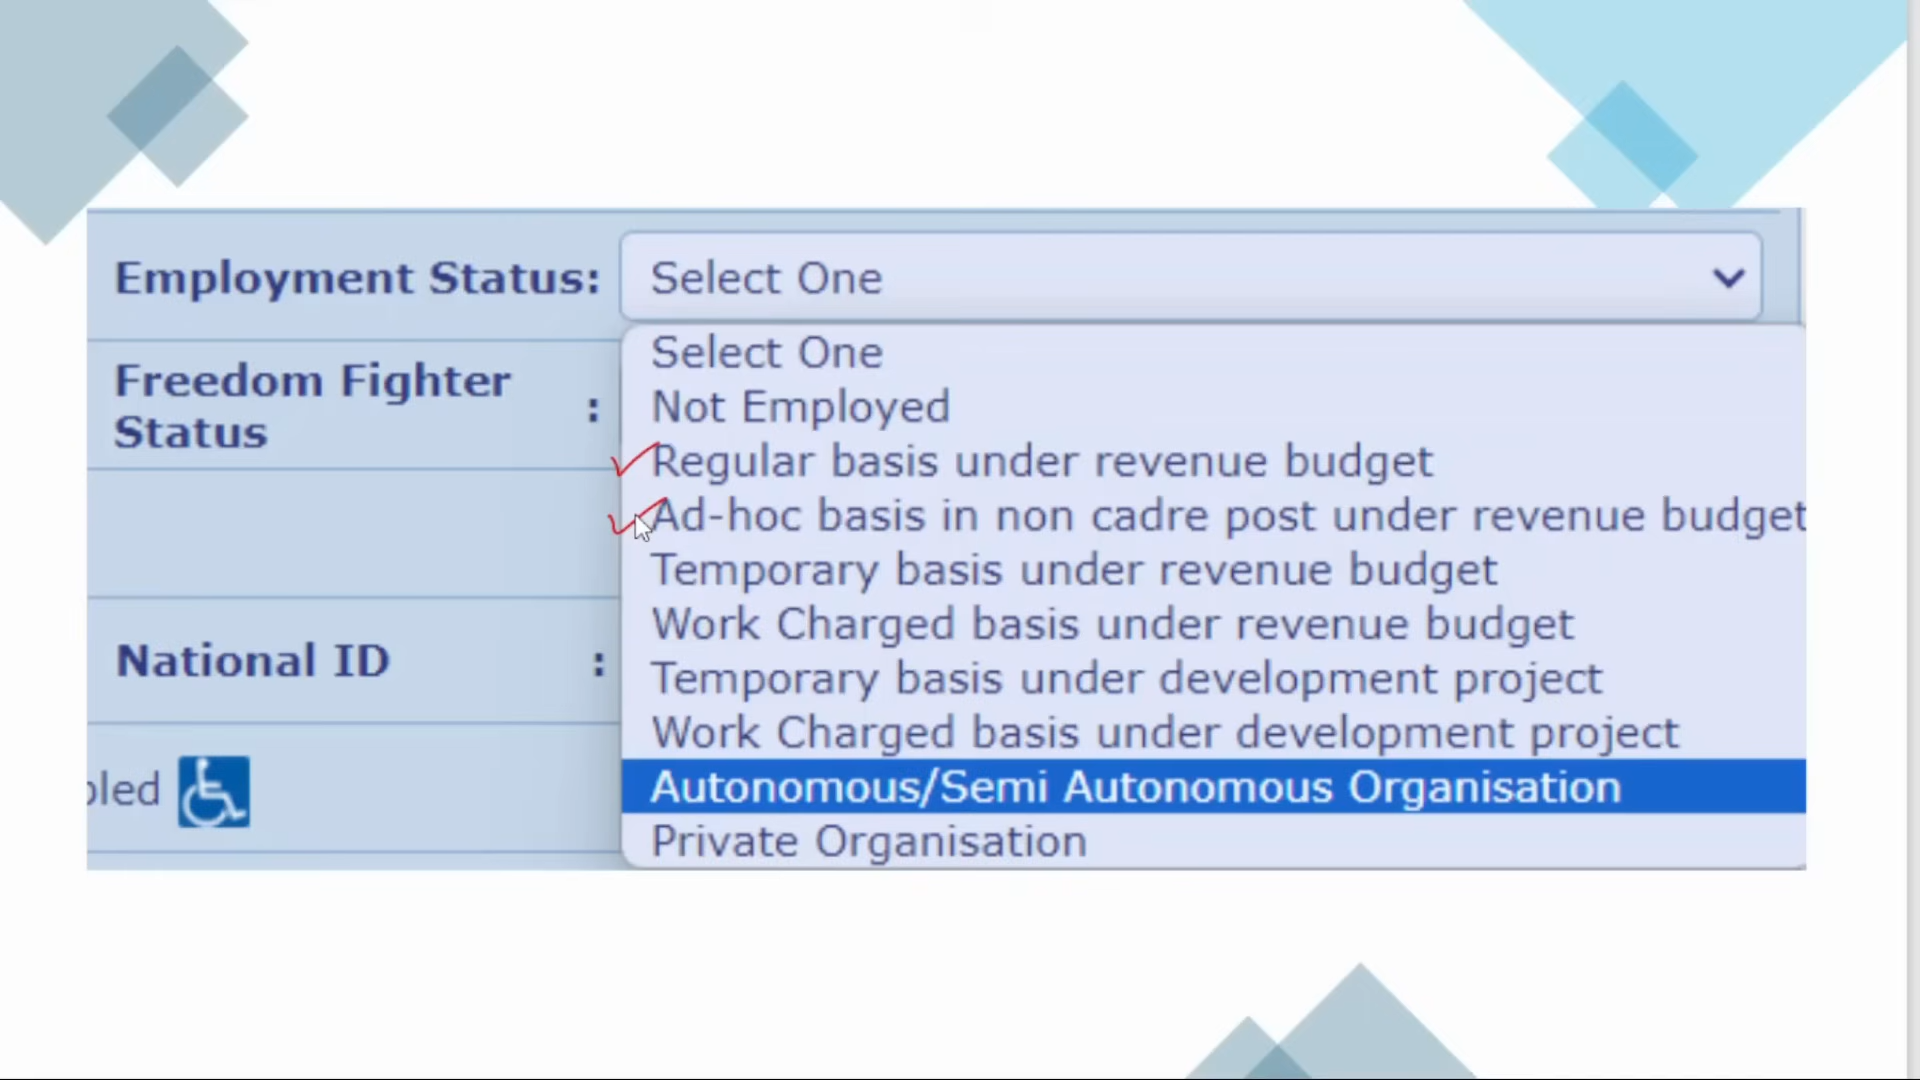 Employment Status:
Select One
Freedom Fighter
Status :
National ID :
Select One
Not Employed
Regular basis under revenue budget
Ad-hoc basis in non cadre post under revenue budget
Temporary basis under revenue budget
Work Charged basis under revenue budget
Temporary basis under development project
Work Charged basis under development project
Autonomous/Semi Autonomous Organisation
Private Organisation